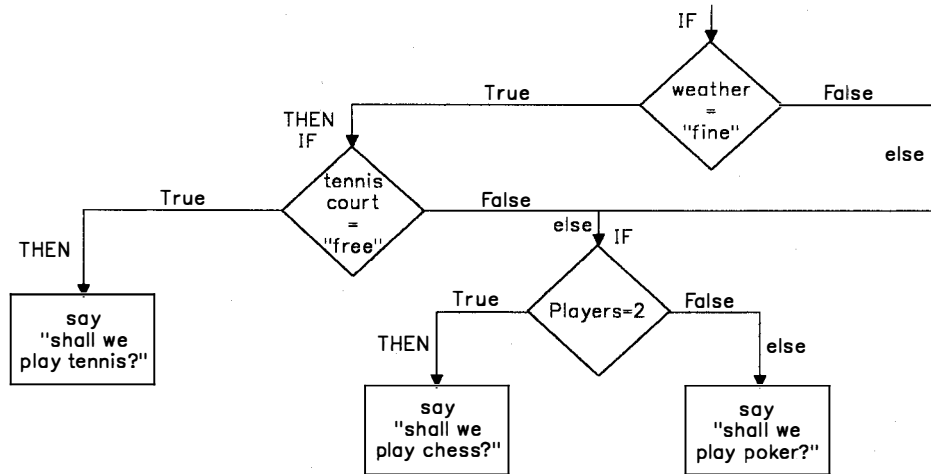 IF
weather
=
"fine"
True
False
else
THEN
IF
tennis
court
=
"free"
True
False
else
IF
THEN
say
"shall we
play tennis?"
Players=2
True
False
THEN
else
say
"shall we
play chess?"
say
"shall we
play poker?"